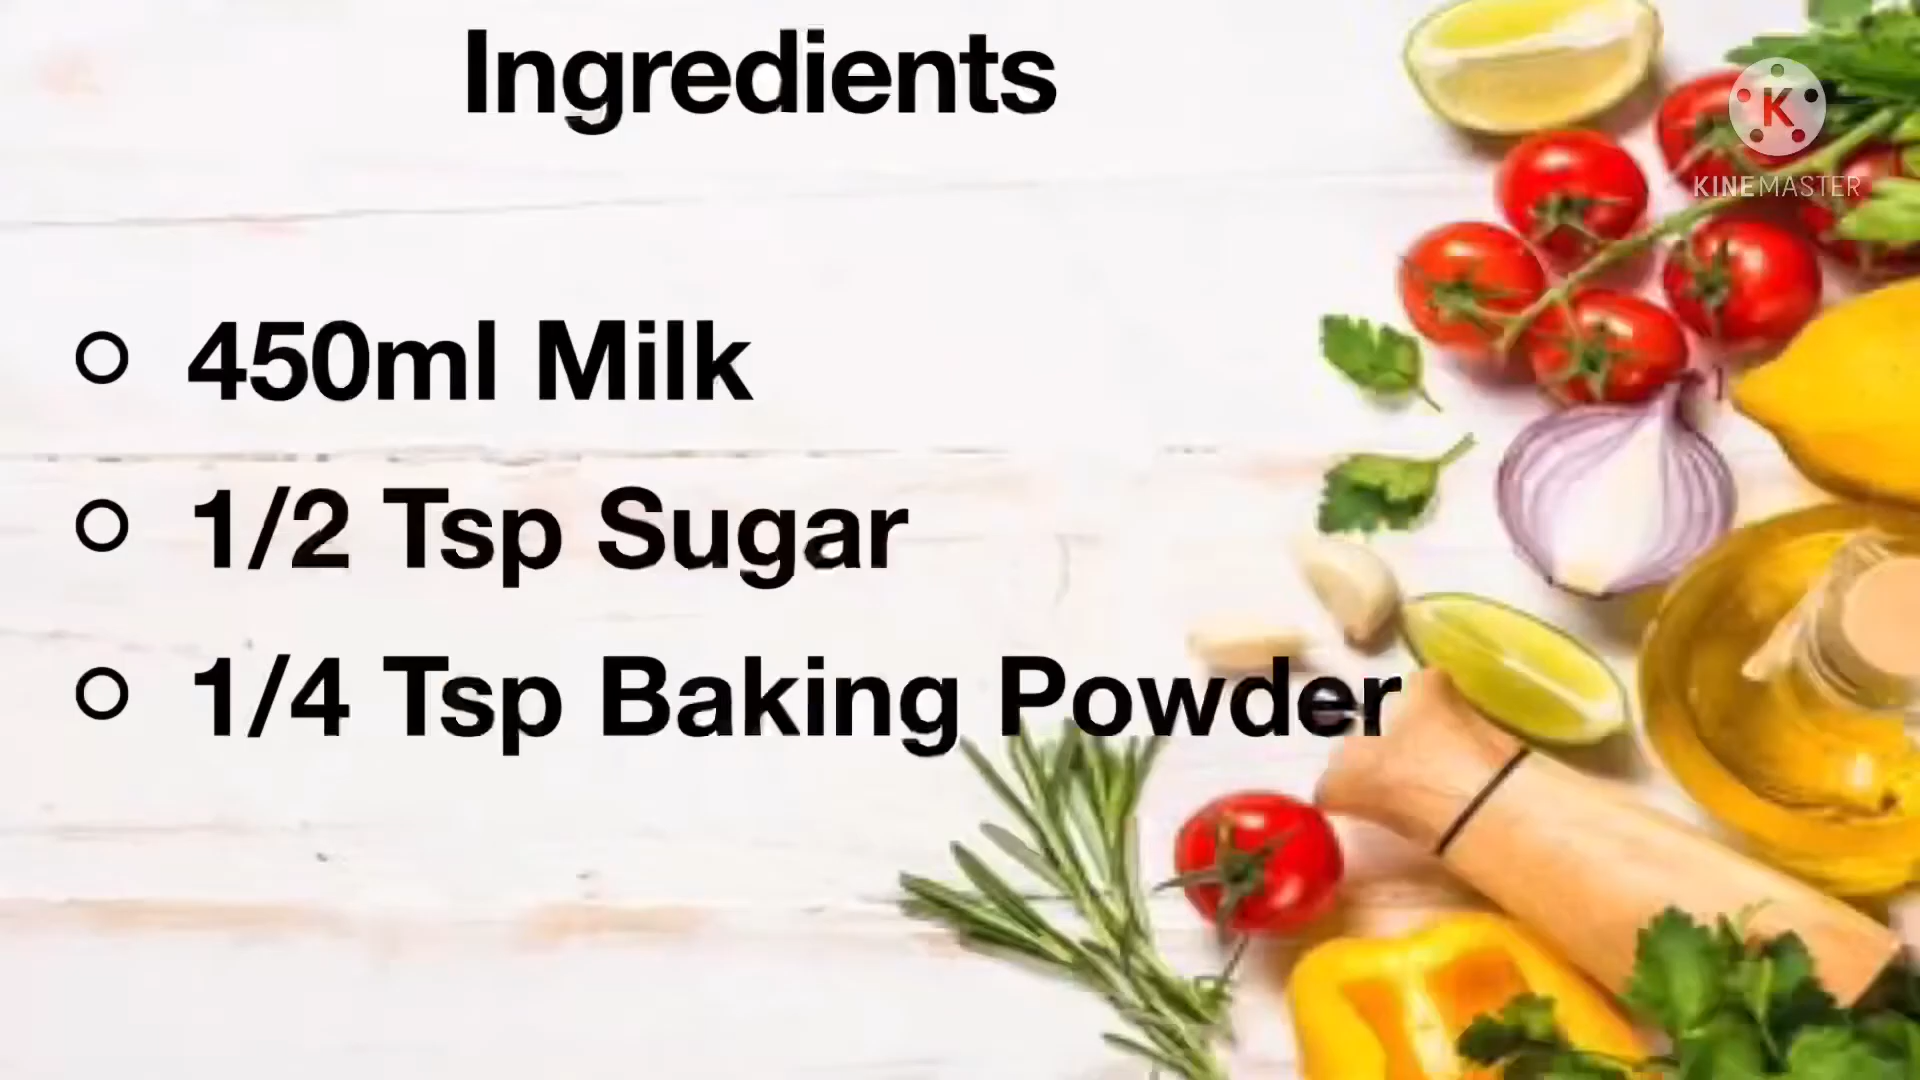 Ingredients
K
KINEMASTER
450ml Milk
1/2 Tsp Sugar
1/4 Tsp Baking Powder